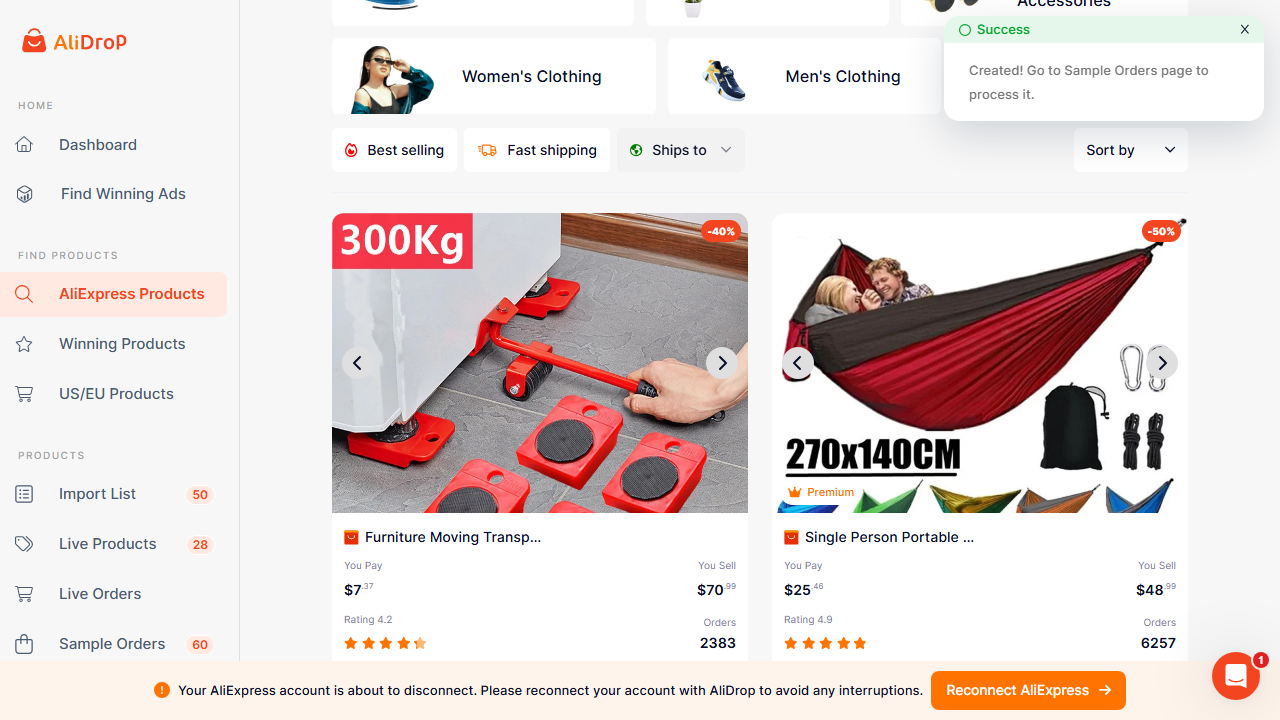 AliDrop
HOME
Dashboard
Find Winning Ads
FIND PRODUCTS
AliExpress Products
Winning Products
US/EU Products
PRODUCTS
Import List 50
Live Products 28
Live Orders
Sample Orders 60
Accessories
Women's Clothing
Men's Clothing
Success
Created! Go to Sample Orders page to
process it.
Best selling
Fast shipping
Ships to
Sort by
300Kg
-40%
Furniture Moving Transp...
You Pay
You Sell
$7.37
$70.99
Rating 4.2
Orders
2383
-50%
270x140CM
Premium
Single Person Portable ...
You Pay
You Sell
$25.46
$48.99
Rating 4.9
Orders
6257
Your AliExpress account is about to disconnect. Please reconnect your account with AliDrop to avoid any interruptions.
Reconnect AliExpress
1